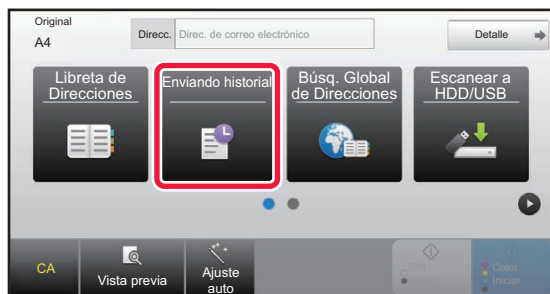 Original
A4
Direcc.
Direc. de correo electrónico
Detalle
Libreta de
Direcciones
Enviando historial
Búsq. Global
de Direcciones
Escanear a
HDD/USB
CA
Vista previa
Ajuste
auto
B/N
Color
Iniciar